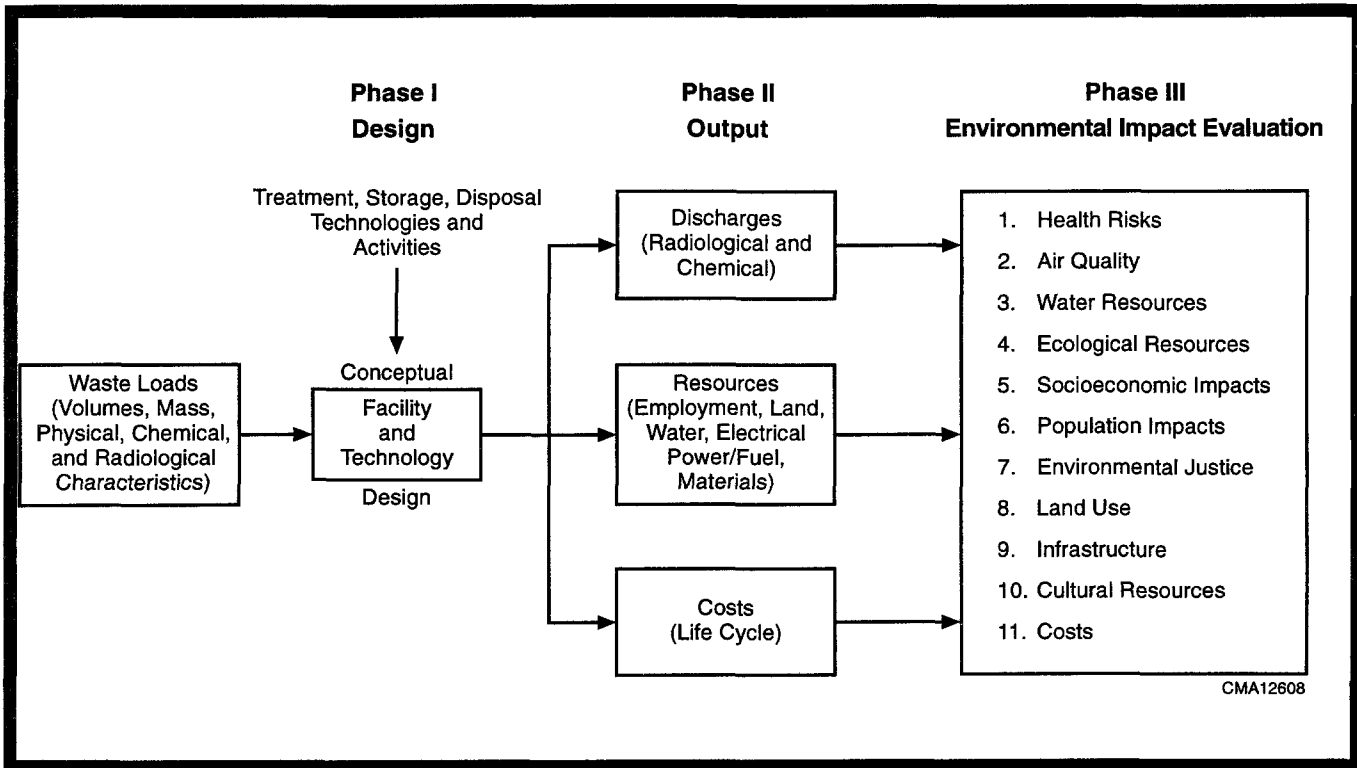 Phase I
Design
Phase II
Output
Phase III
Environmental Impact Evaluation
Treatment, Storage, Disposal
Technologies and
Activities
Waste Loads
(Volumes, Mass,
Physical, Chemical,
and Radiological
Characteristics)
Conceptual
Facility
and
Technology
Design
Discharges
(Radiological and
Chemical)
Resources
(Employment, Land,
Water, Electrical
Power/Fuel,
Materials)
Costs
(Life Cycle)
1. Health Risks
2. Air Quality
3. Water Resources
4. Ecological Resources
5. Socioeconomic Impacts
6. Population Impacts
7. Environmental Justice
8. Land Use
9. Infrastructure
10. Cultural Resources
11. Costs
CMA12608